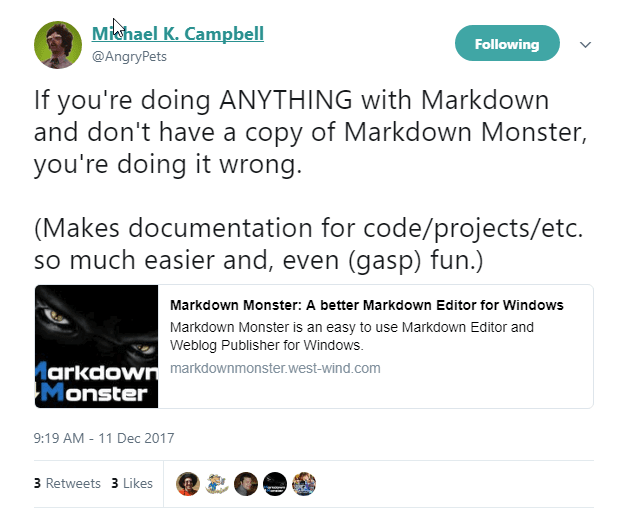 Michael K. Campbell
@AngryPets
Following
If you're doing ANYTHING with Markdown
and don't have a copy of Markdown Monster,
you're doing it wrong.
(Makes documentation for code/projects/etc.
so much easier and, even (gasp) fun.)
Markdown Monster: A better Markdown Editor for Windows
Markdown Monster is an easy to use Markdown Editor and
Weblog Publisher for Windows.
markdownmonster.west-wind.com
arkdown
Monster
9:19 AM - 11 Dec 2017
3 Retweets 3 Likes